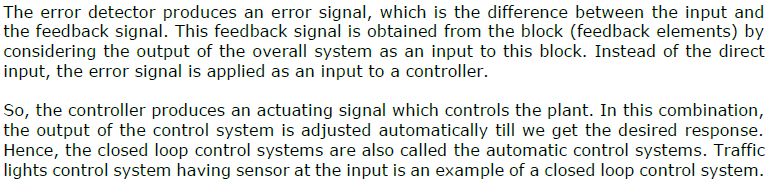 The error detector produces an error signal, which is the difference between the input and
the feedback signal. This feedback signal is obtained from the block (feedback elements) by
considering the output of the overall system as an input to this block. Instead of the direct
input, the error signal is applied as an input to a controller.
So, the controller produces an actuating signal which controls the plant. In this combination,
the output of the control system is adjusted automatically till we get the desired response.
Hence, the closed loop control systems are also called the automatic control systems. Traffic
lights control system having sensor at the input is an example of a closed loop control system.